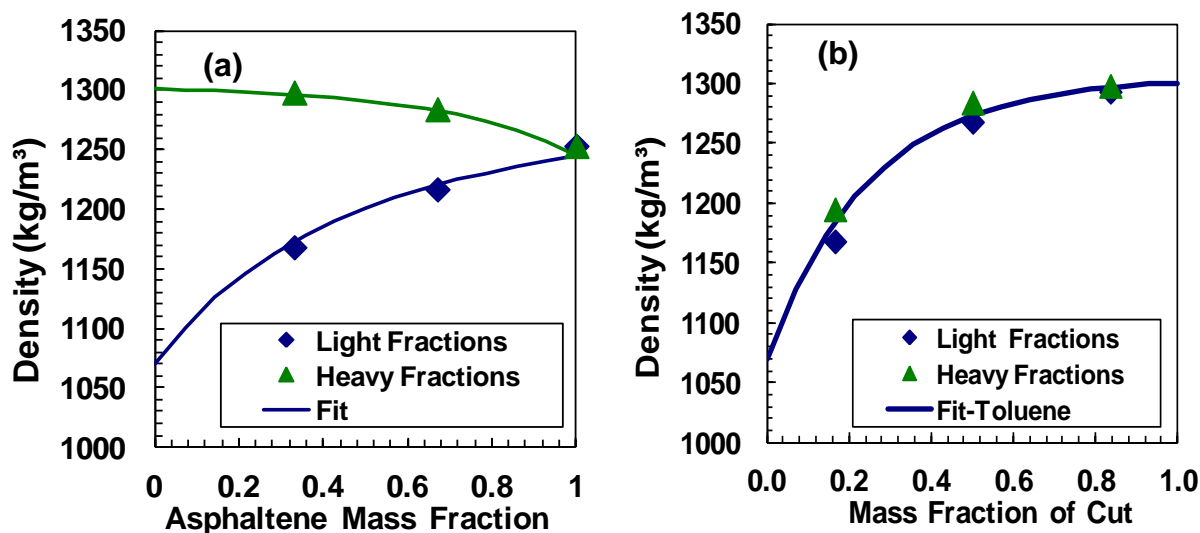 (a)
Density (kg/m³)
1350
1300
1250
1200
1150
1100
1050
1000
Light Fractions
Heavy Fractions
Fit
0 0.2 0.4 0.6 0.8 1
Asphaltene Mass Fraction
(b)
Density (kg/m³)
1350
1300
1250
1200
1150
1100
1050
1000
Light Fractions
Heavy Fractions
Fit-Toluene
0.0 0.2 0.4 0.6 0.8 1.0
Mass Fraction of Cut